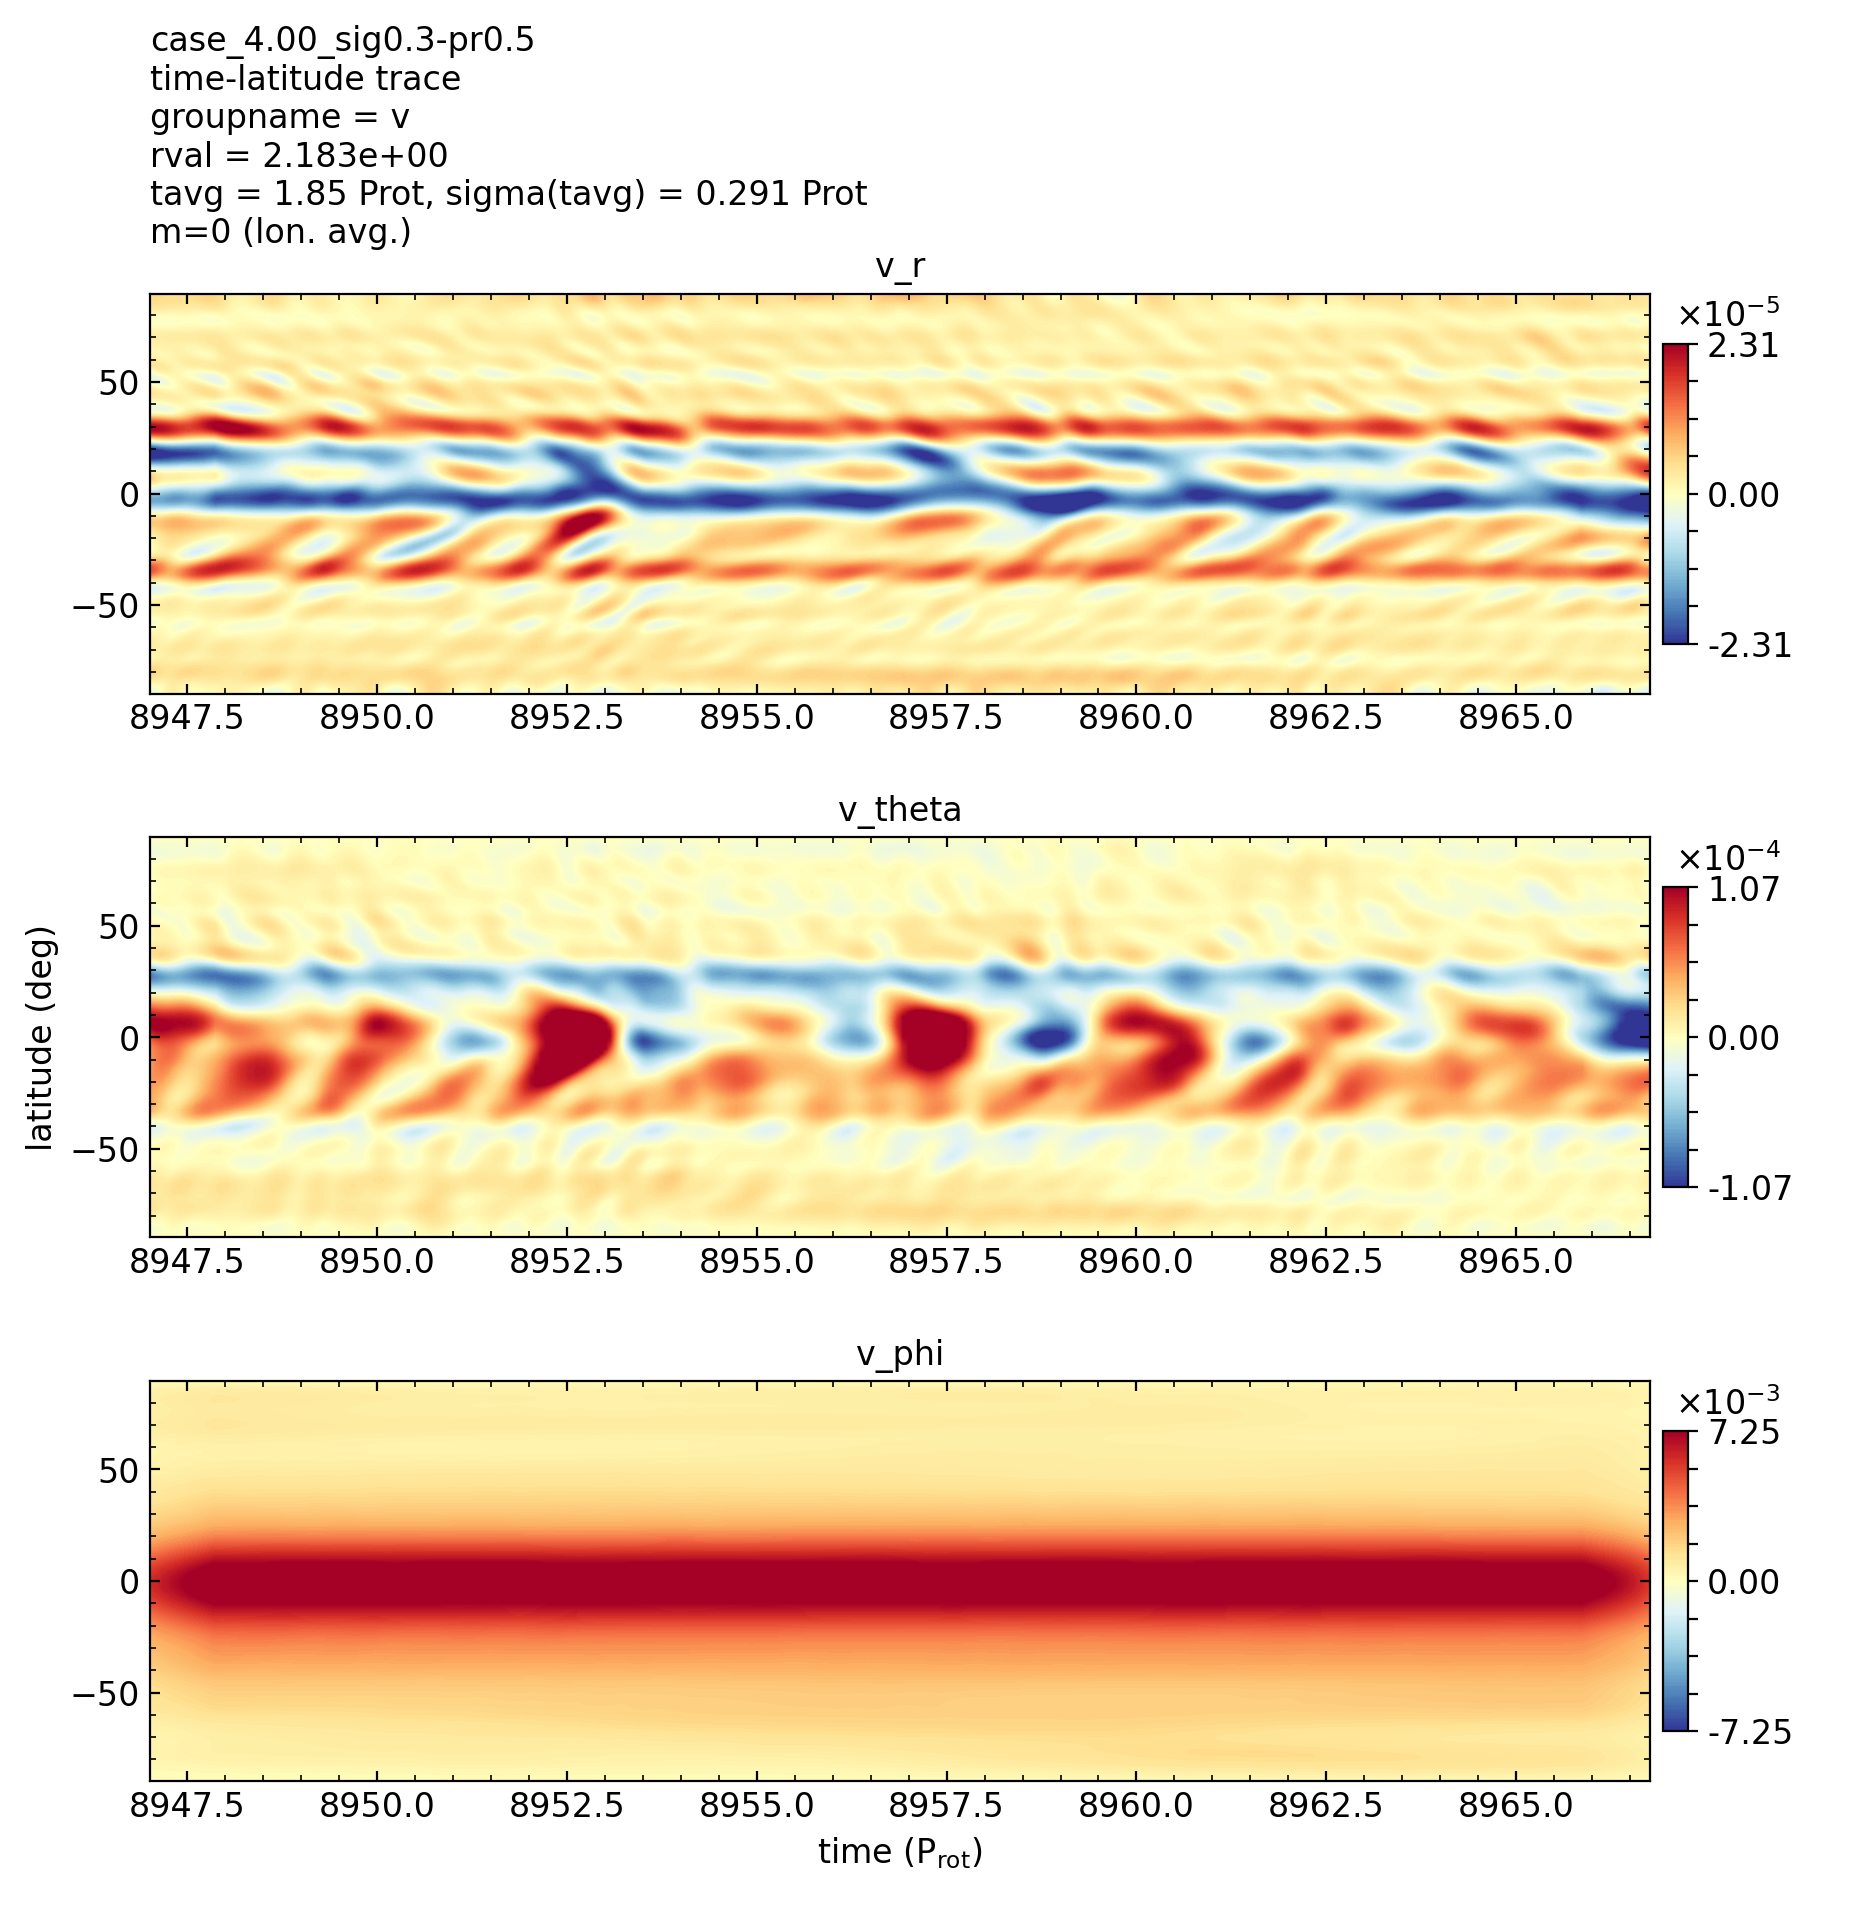 case_4.00_sig0.3-pr0.5
time-latitude trace
groupname = v
rval = 2.183e+00
tavg = 1.85 Prot, sigma(tavg) = 0.291 Prot
m=0 (lon. avg.)
v_r
×10⁻⁵
2.31
0.00
-2.31
50
0
−50
8947.5 8950.0 8952.5 8955.0 8957.5 8960.0 8962.5 8965.0
v_theta
×10⁻⁴
1.07
0.00
-1.07
latitude (deg)
50
0
−50
8947.5 8950.0 8952.5 8955.0 8957.5 8960.0 8962.5 8965.0
v_phi
×10⁻³
7.25
0.00
-7.25
50
0
−50
8947.5 8950.0 8952.5 8955.0 8957.5 8960.0 8962.5 8965.0
time (P_rot)